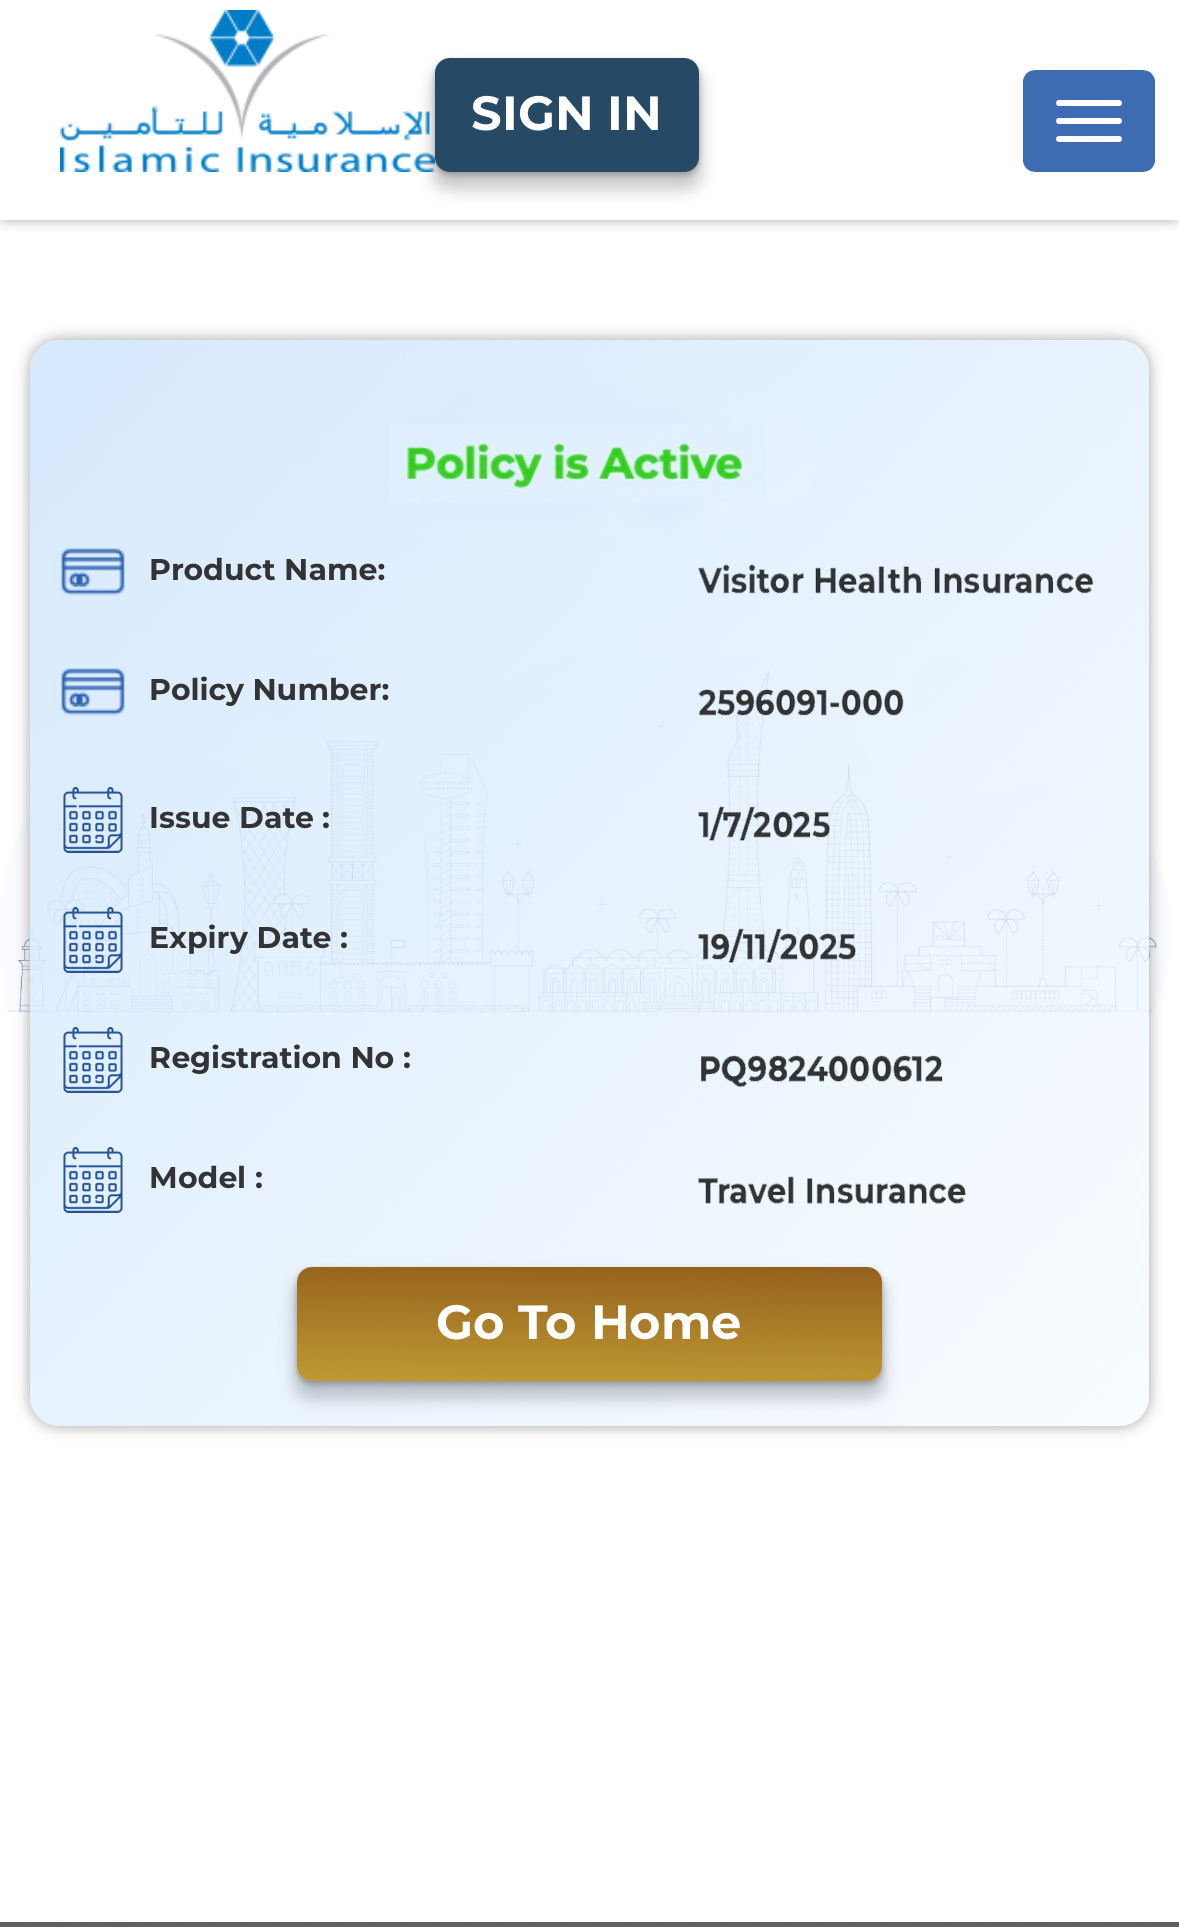 الإسلامية للتأمين
Islamic Insurance
SIGN IN
Policy is Active
Product Name:
Visitor Health Insurance
Policy Number:
2596091-000
Issue Date :
1/7/2025
Expiry Date :
19/11/2025
Registration No :
PQ9824000612
Model :
Travel Insurance
Go To Home